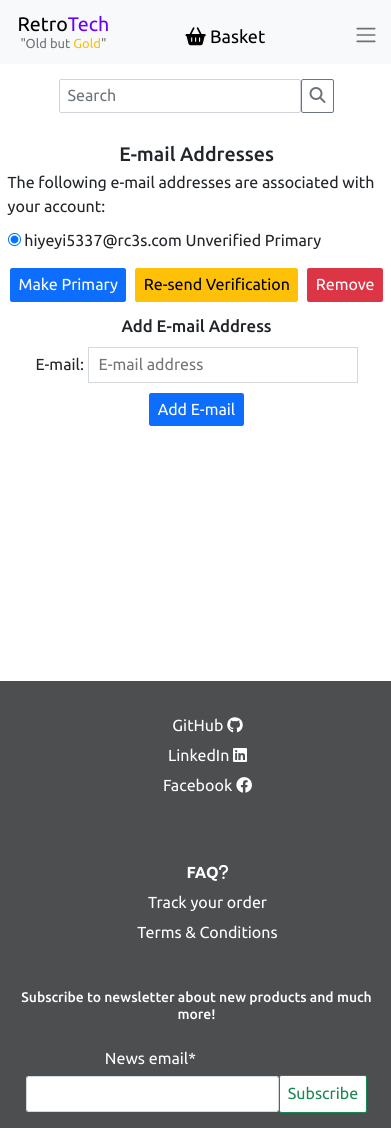 RetroTech
"Old but Gold"
Basket
Search
E-mail Addresses
The following e-mail addresses are associated with
your account:
hiyeyi5337@rc3s.com Unverified Primary
Make Primary Re-send Verification Remove
Add E-mail Address
E-mail: E-mail address
Add E-mail
GitHub
LinkedIn
Facebook
FAQ?
Track your order
Terms & Conditions
Subscribe to newsletter about new products and much
more!
News email*
Subscribe